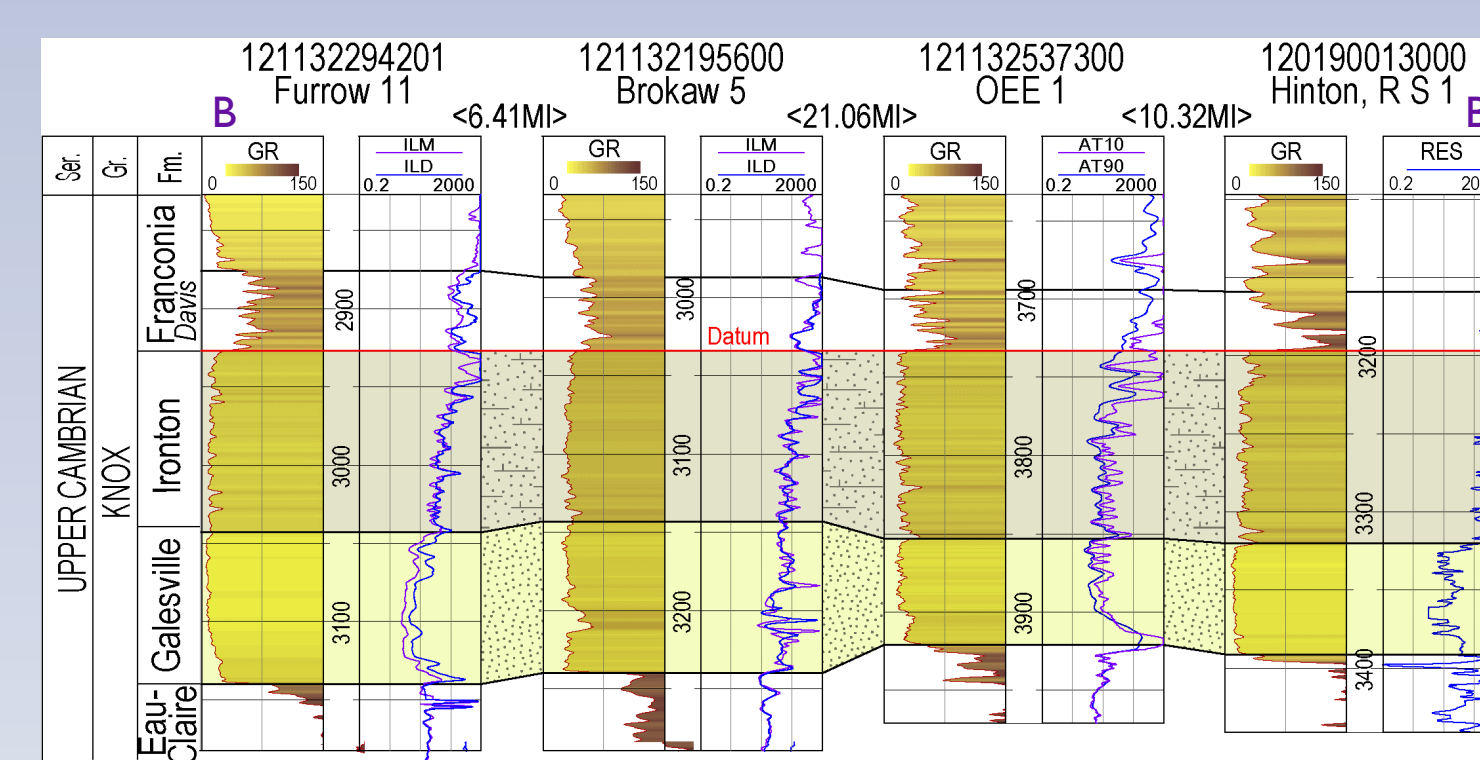 121132294201
Furrow 11
121132195600
Brokaw 5
121132537300
OEE 1
120190013000
Hinton, R S 1
B
<6.41MI>
<21.06MI>
<10.32MI>
Ser.
Gr.
Fm.
GR
0 150
ILM
ILD
0.2 2000
GR
0 150
ILM
ILD
0.2 2000
GR
0 150
AT10
AT90
0.2 2000
GR
0 150
RES
0.2 20
UPPER CAMBRIAN
KNOX
Franconia
Davis
Ironton
Galesville
Eau-
Claire
Datum
2900
3000
3100
3000
3100
3200
3700
3800
3900
3200
3300
3400